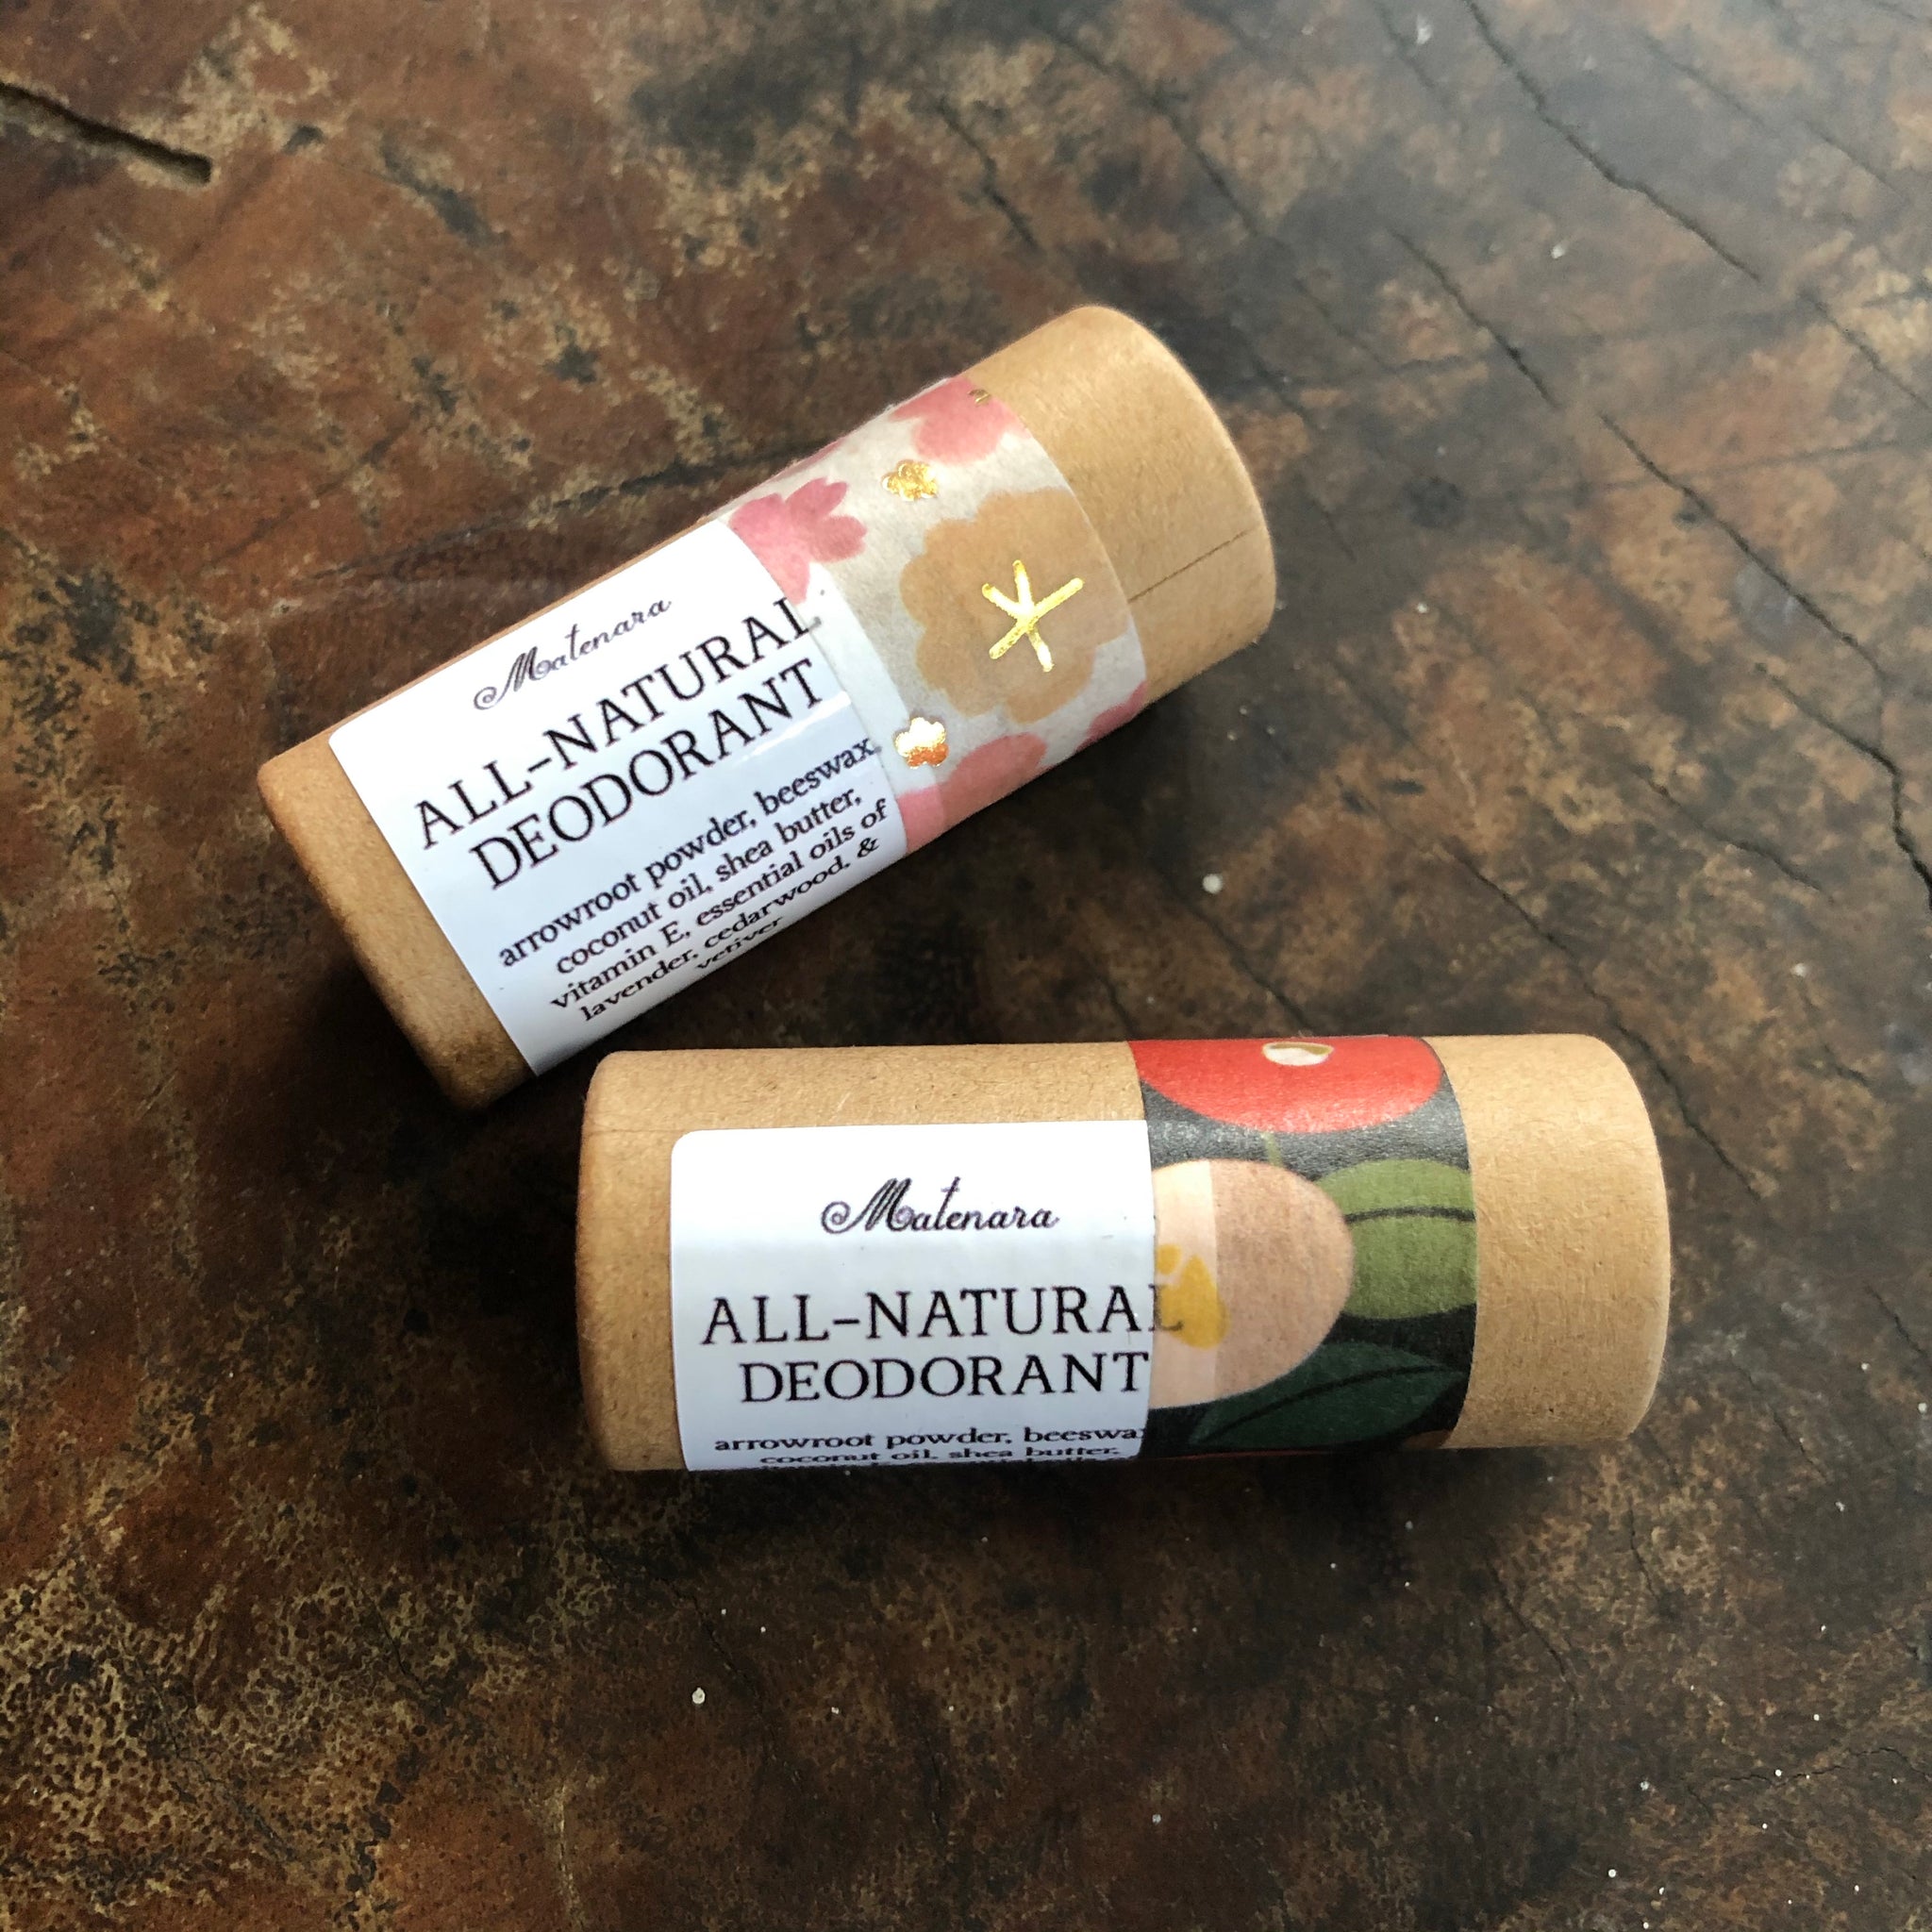 Matenara
ALL-NATURAL
DEODORANT
arrowroot powder, beeswax,
coconut oil, shea butter,
vitamin E, essential oils of
lavender, cedarwood, &
vetiver
Matenara
ALL-NATURAL
DEODORANT
arrowroot powder, beeswax
coconut oil, shea butter,